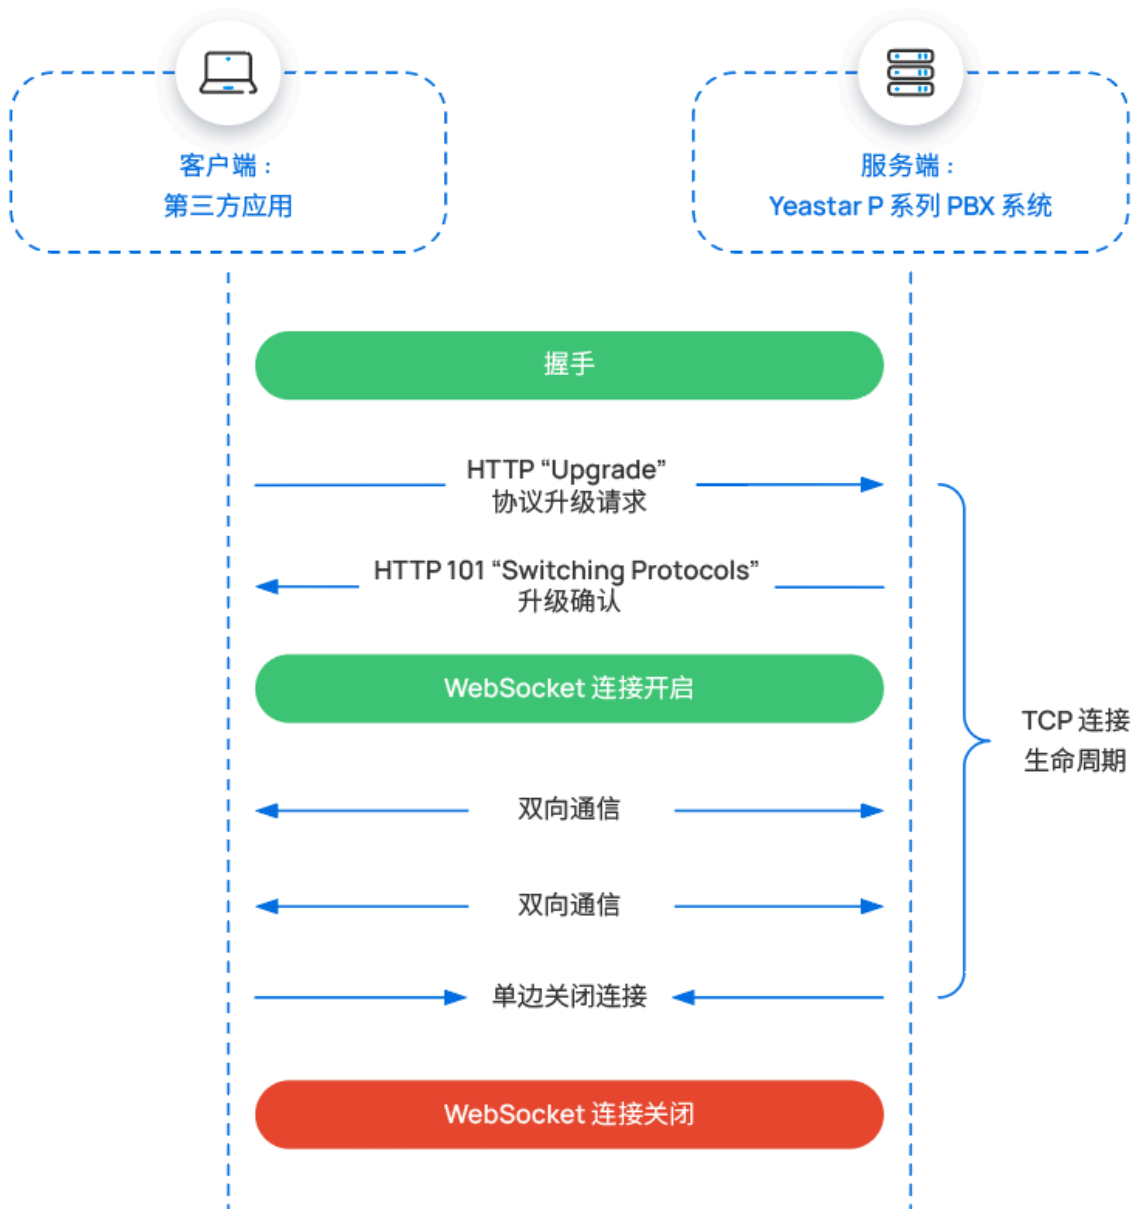 客户端：
第三方应用
服务端：
Yeastar P 系列 PBX 系统
握手
HTTP “Upgrade”
协议升级请求
HTTP 101 “Switching Protocols”
升级确认
WebSocket 连接开启
TCP 连接
生命周期
双向通信
双向通信
单边关闭连接
WebSocket 连接关闭